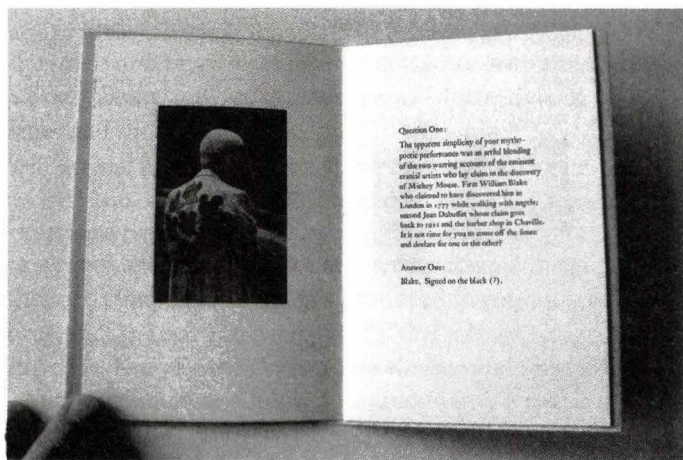 Question One:
The apparent simplicity of your mytho-
poetic performance was an artful blending
of the two warring accounts of the eminent
cranial artists who lay claim to the discovery
of Mickey Mouse. First William Blake
who claimed to have discovered him in
London in 1777 while walking with angels;
second Jean Dubuffet whose claim goes
back to 1921 and the barber shop in Chaville.
Is it not time for you to come off the fence
and declare for one or the other?
Answer One:
Blake. Signed on the black (?).